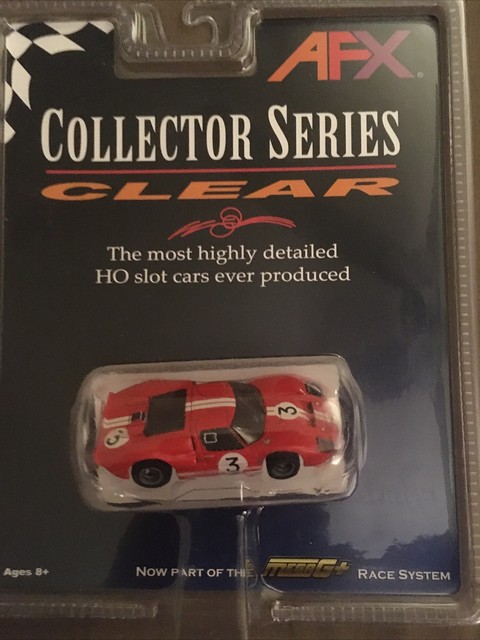 AFX®
COLLECTOR SERIES
CLEAR
The most highly detailed
HO slot cars ever produced
3
3
3
Ages 8+
NOW PART OF THE MEGA G+ RACE SYSTEM